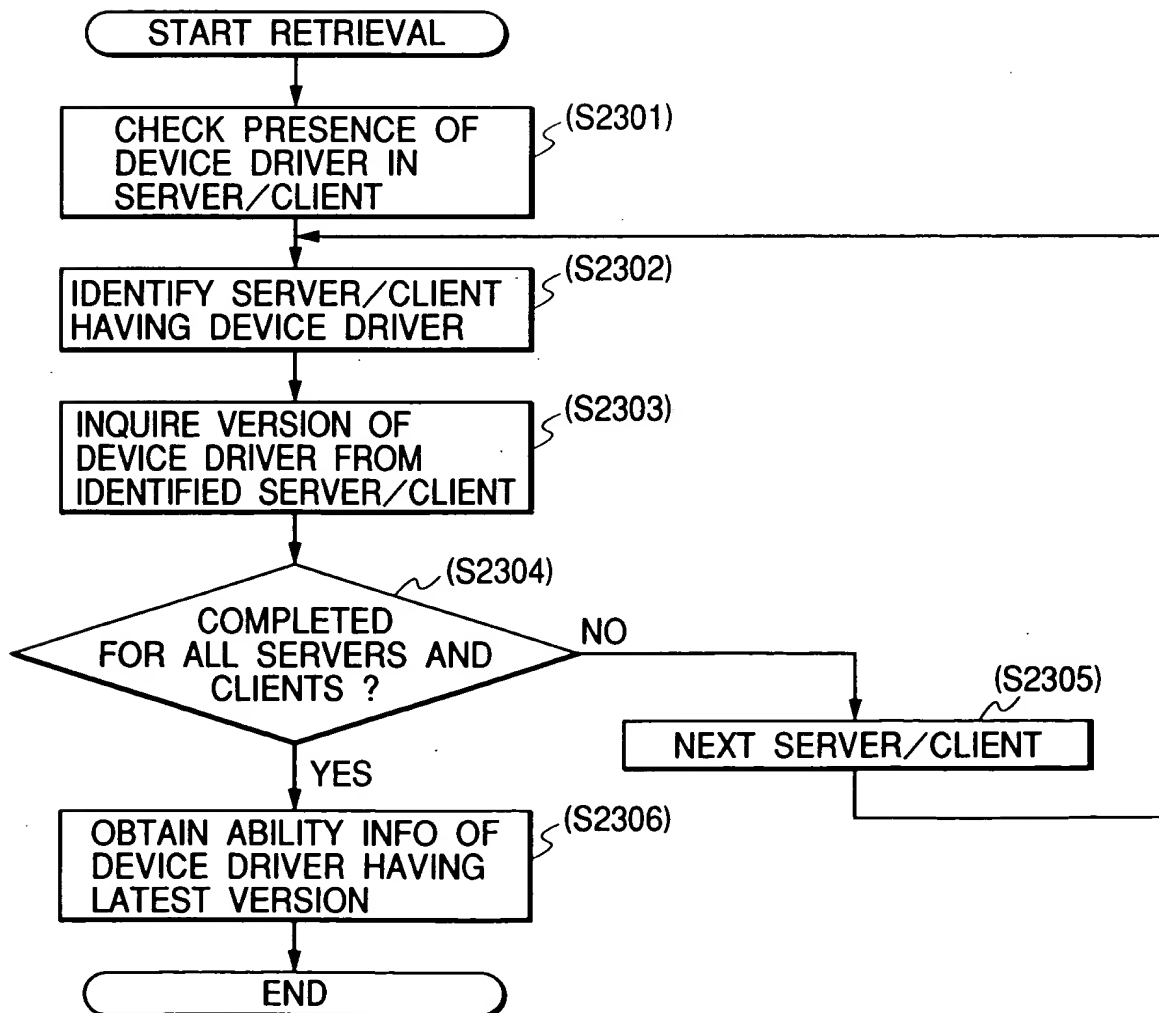 START RETRIEVAL
CHECK PRESENCE OF
DEVICE DRIVER IN
SERVER/CLIENT
(S2301)
IDENTIFY SERVER/CLIENT
HAVING DEVICE DRIVER
(S2302)
INQUIRE VERSION OF
DEVICE DRIVER FROM
IDENTIFIED SERVER/CLIENT
(S2303)
COMPLETED
FOR ALL SERVERS AND
CLIENTS ?
(S2304)
NO
(S2305)
NEXT SERVER/CLIENT
YES
OBTAIN ABILITY INFO OF
DEVICE DRIVER HAVING
LATEST VERSION
(S2306)
END